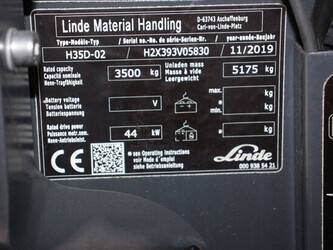 Linde Material Handling
D-63743 Aschaffenburg
Carl-von-Linde-Platz
Type-Modèle-Typ / Serial no.-No. de série-Serien-Nr. / year-année-Baujahr
H35D-02 / H2X393V05830 / 11/2019
Rated capacity
Capacité nominale
Nenn-Tragfähigkeit
3500 kg
Unladen mass
Masse à vide
Leergewicht
5175 kg
Battery voltage
Tension batterie
Batteriespannung
- V
max. - kg
min. - kg
Rated drive power
Puissance motr.nom.
Nenn-Antriebsleistg.
44 kW
CE
see Operating instructions
voir Mode d'emploi
siehe Betriebsanleitung
Linde
000 938 54 21